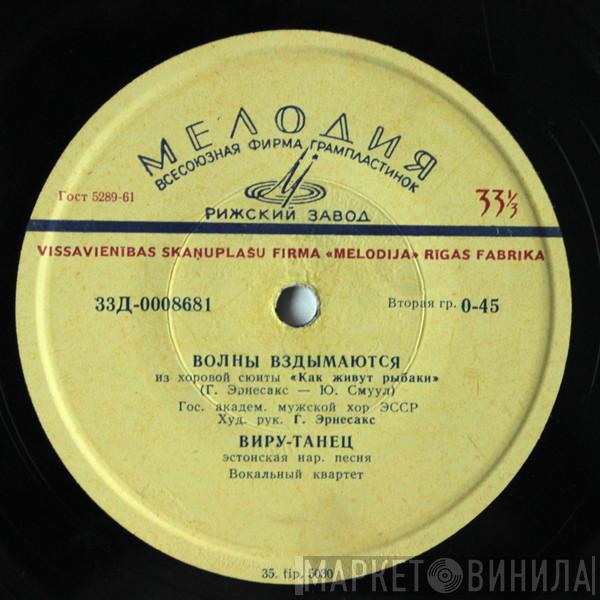 МЕЛОДИЯ
ВСЕСОЮЗНАЯ ФИРМА ГРАМПЛАСТИНОК
Гост 5289-61
РИЖСКИЙ ЗАВОД
33⅓
VISSAVIENĪBAS SKAŅUPLAŠU FIRMA «MELODIJA» RĪGAS FABRIKA
33Д-0008681
Вторая гр. 0-45
ВОЛНЫ ВЗДЫМАЮТСЯ
из хоровой сюиты «Как живут рыбаки»
(Г. Эрнесакс — Ю. Смуул)
Гос. академ. мужской хор ЭССР
Худ. рук. Г. Эрнесакс
ВИРУ-ТАНЕЦ
эстонская нар. песня
Вокальный квартет
35. tip. 5030
МАРКЕТ ВИНИЛА